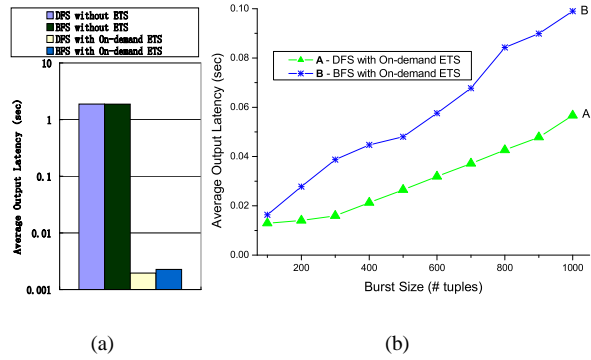 DFS without ETS
BFS without ETS
DFS with On-demand ETS
BFS with On-demand ETS
Average Output Latency (sec)
10
1
0.1
0.01
0.001
(a)
Average Output Latency (sec)
0.10
0.08
0.06
0.04
0.02
0.00
A - DFS with On-demand ETS
B - BFS with On-demand ETS
B
A
200 400 600 800 1000
Burst Size (# tuples)
(b)